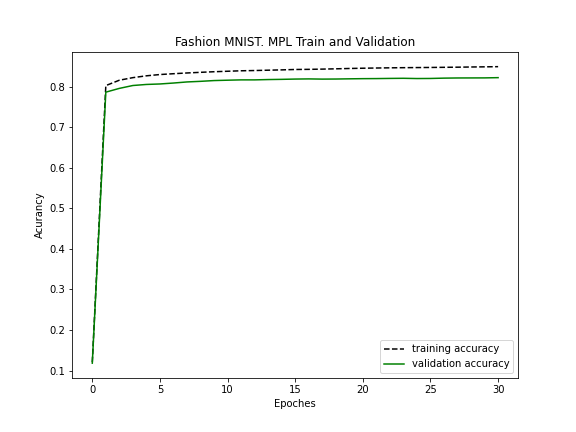 Fashion MNIST. MPL Train and Validation
Acurancy
0.8
0.7
0.6
0.5
0.4
0.3
0.2
0.1
training accuracy
validation accuracy
0 5 10 15 20 25 30
Epoches